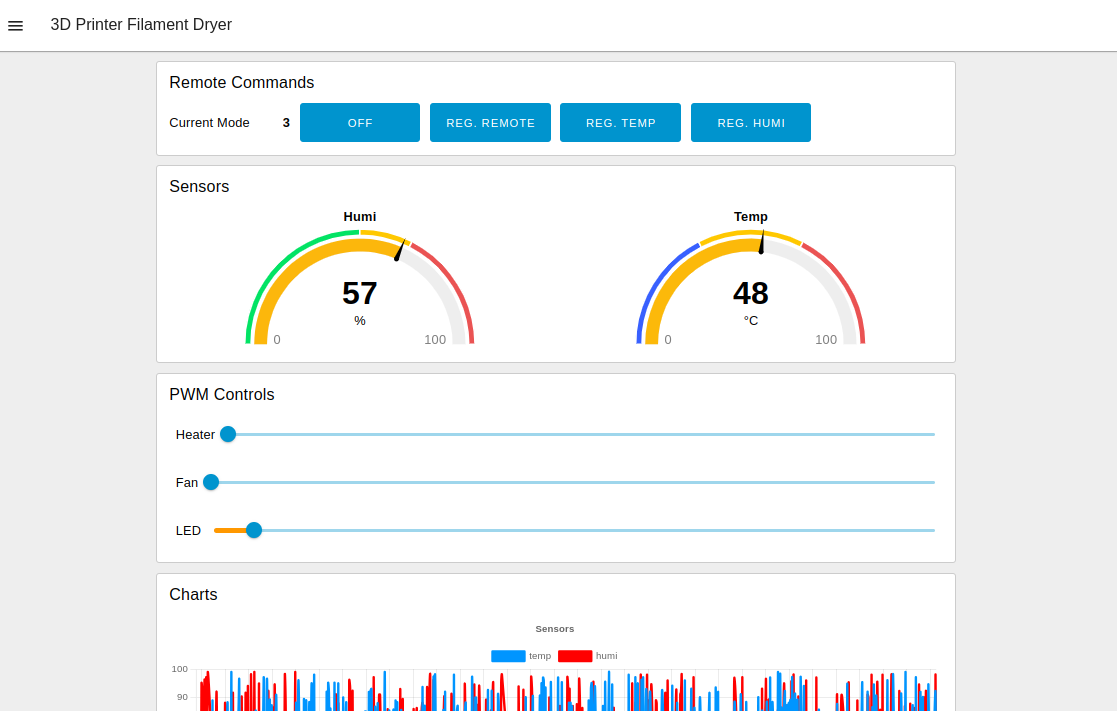 3D Printer Filament Dryer
Remote Commands
Current Mode 3 OFF REG. REMOTE REG. TEMP REG. HUMI
Sensors
Humi Temp
57 48
% °C
0 100 0 100
PWM Controls
Heater
Fan
LED
Charts
Sensors
temp humi
100
90